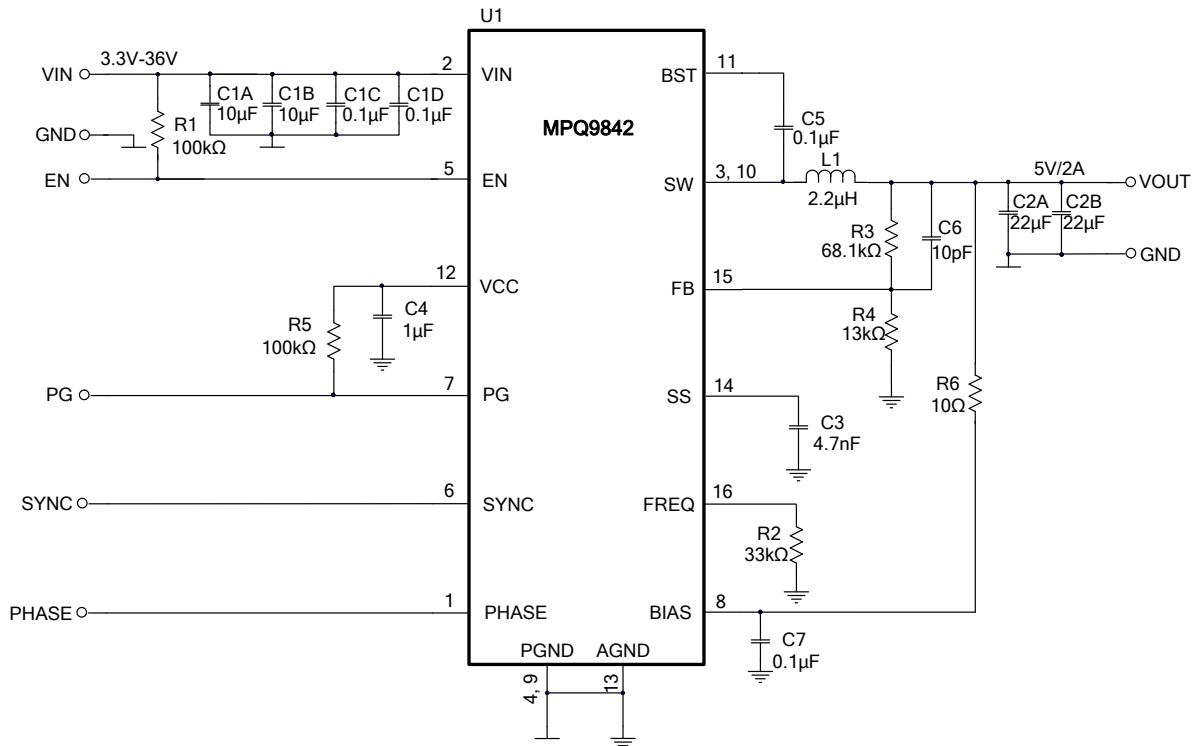 U1
MPQ9842
3.3V-36V
VIN
GND
EN
R1
100kΩ
C1A
10µF
C1B
10µF
C1C
0.1µF
C1D
0.1µF
2
VIN
5
EN
12
VCC
R5
100kΩ
C4
1µF
PG
7
PG
SYNC
6
SYNC
PHASE
1
PHASE
PGND
4, 9
AGND
13
BST
11
C5
0.1µF
SW
3, 10
L1
2.2µH
5V/2A
VOUT
C2A
22µF
C2B
22µF
GND
R3
68.1kΩ
C6
10pF
FB
15
R4
13kΩ
SS
14
C3
4.7nF
R6
10Ω
FREQ
16
R2
33kΩ
BIAS
8
C7
0.1µF